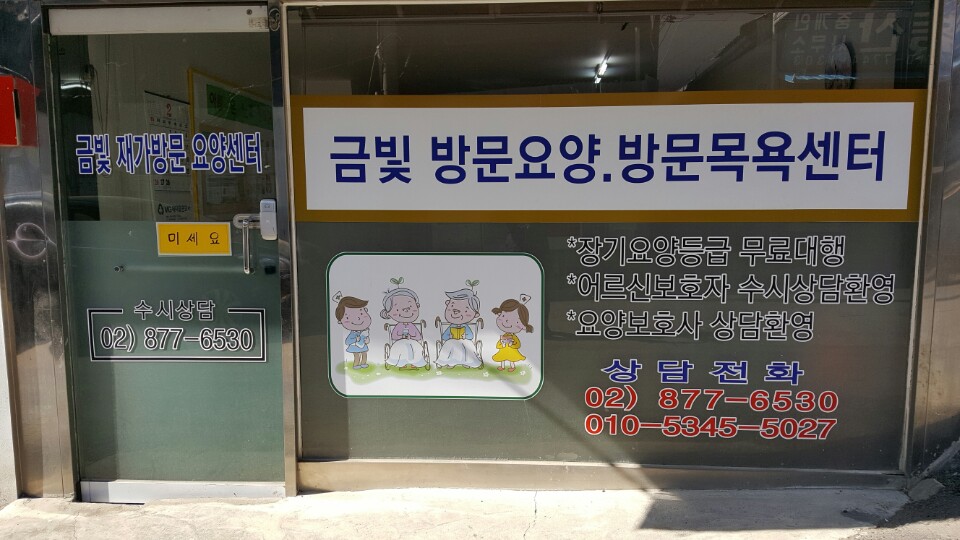 금빛 재가방문 요양센터
미세요
수시상담
02) 877-6530
금빛 방문요양.방문목욕센터
*장기요양등급 무료대행
*어르신보호자 수시상담환영
*요양보호사 상담환영
상담전화
02) 877-6530
010-5345-5027